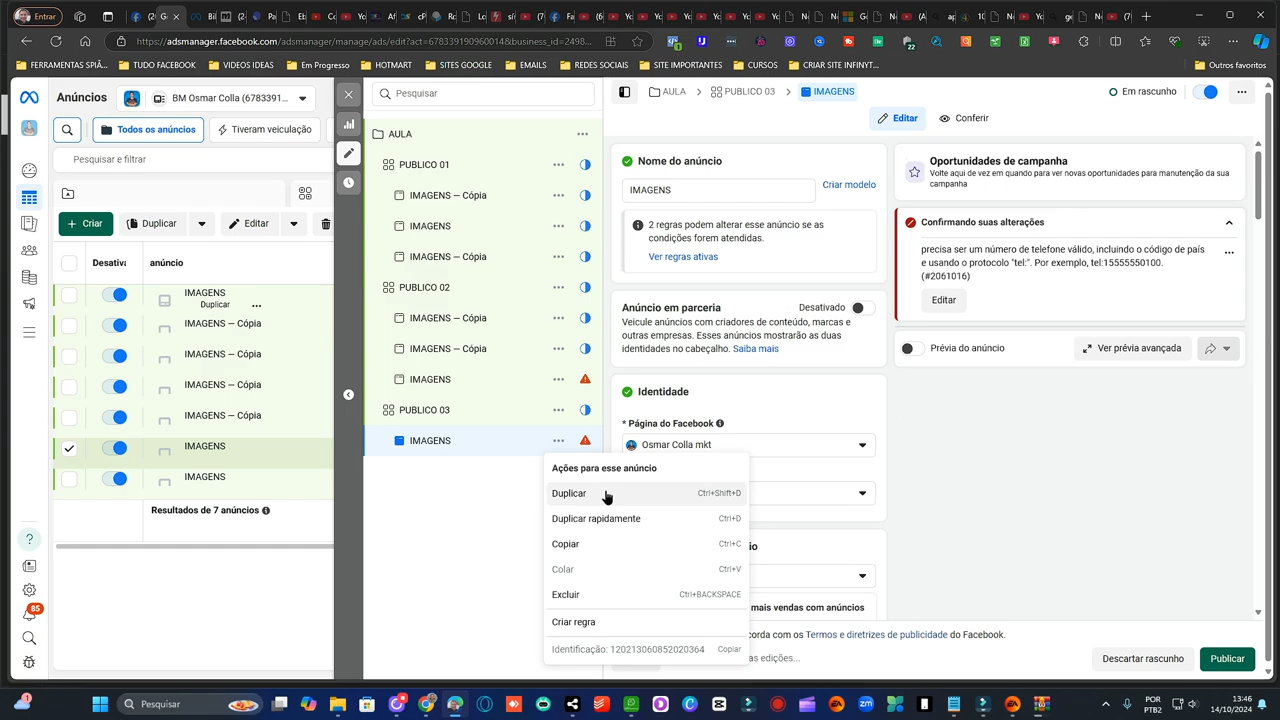 Entrar
https://adsmanager.facebook.com/adsmanager/manage/ads/edit?act=678339196090014&business_id=2498...
FERRAMENTAS SPIÃ...
TUDO FACEBOOK
VIDEOS IDEAS
Em Progresso
HOTMART
SITES GOOGLE
EMAILS
REDES SOCIAIS
SITE IMPORTANTES
CURSOS
CRIAR SITE INFINYT...
Outros favoritos
Anúncios
BM Osmar Colla (6783391...
Todos os anúncios
Tiveram veiculação
Pesquisar e filtrar
+ Criar
Duplicar
Editar
Desativa
anúncio
IMAGENS
Duplicar
IMAGENS — Cópia
IMAGENS — Cópia
IMAGENS — Cópia
IMAGENS — Cópia
IMAGENS
IMAGENS
Resultados de 7 anúncios
85
Pesquisar
AULA
PUBLICO 01
IMAGENS — Cópia
IMAGENS
IMAGENS — Cópia
PUBLICO 02
IMAGENS — Cópia
IMAGENS — Cópia
IMAGENS
PUBLICO 03
IMAGENS
Ações para esse anúncio
Duplicar Ctrl+Shift+D
Duplicar rapidamente Ctrl+D
Copiar Ctrl+C
Colar Ctrl+V
Excluir Ctrl+BACKSPACE
Criar regra
Identificação: 120213060852020364 Copiar
AULA > PUBLICO 03 > IMAGENS
Em rascunho
Editar
Conferir
Nome do anúncio
IMAGENS
Criar modelo
2 regras podem alterar esse anúncio se as
condições forem atendidas.
Ver regras ativas
Anúncio em parceria
Desativado
Veicule anúncios com criadores de conteúdo, marcas e
outras empresas. Esses anúncios mostrarão as duas
identidades no cabeçalho. Saiba mais
Identidade
* Página do Facebook
Osmar Colla mkt
io
mais vendas com anúncios
corda com os Termos e diretrizes de publicidade do Facebook.
as edições...
Descartar rascunho
Publicar
Oportunidades de campanha
Volte aqui de vez em quando para ver novas oportunidades para manutenção da sua
campanha
Confirmando suas alterações
precisa ser um número de telefone válido, incluindo o código de país
e usando o protocolo "tel:". Por exemplo, tel:15555550100.
(#2061016)
Editar
Prévia do anúncio
Ver prévia avançada
Pesquisar
POR
PTB2
13:46
14/10/2024